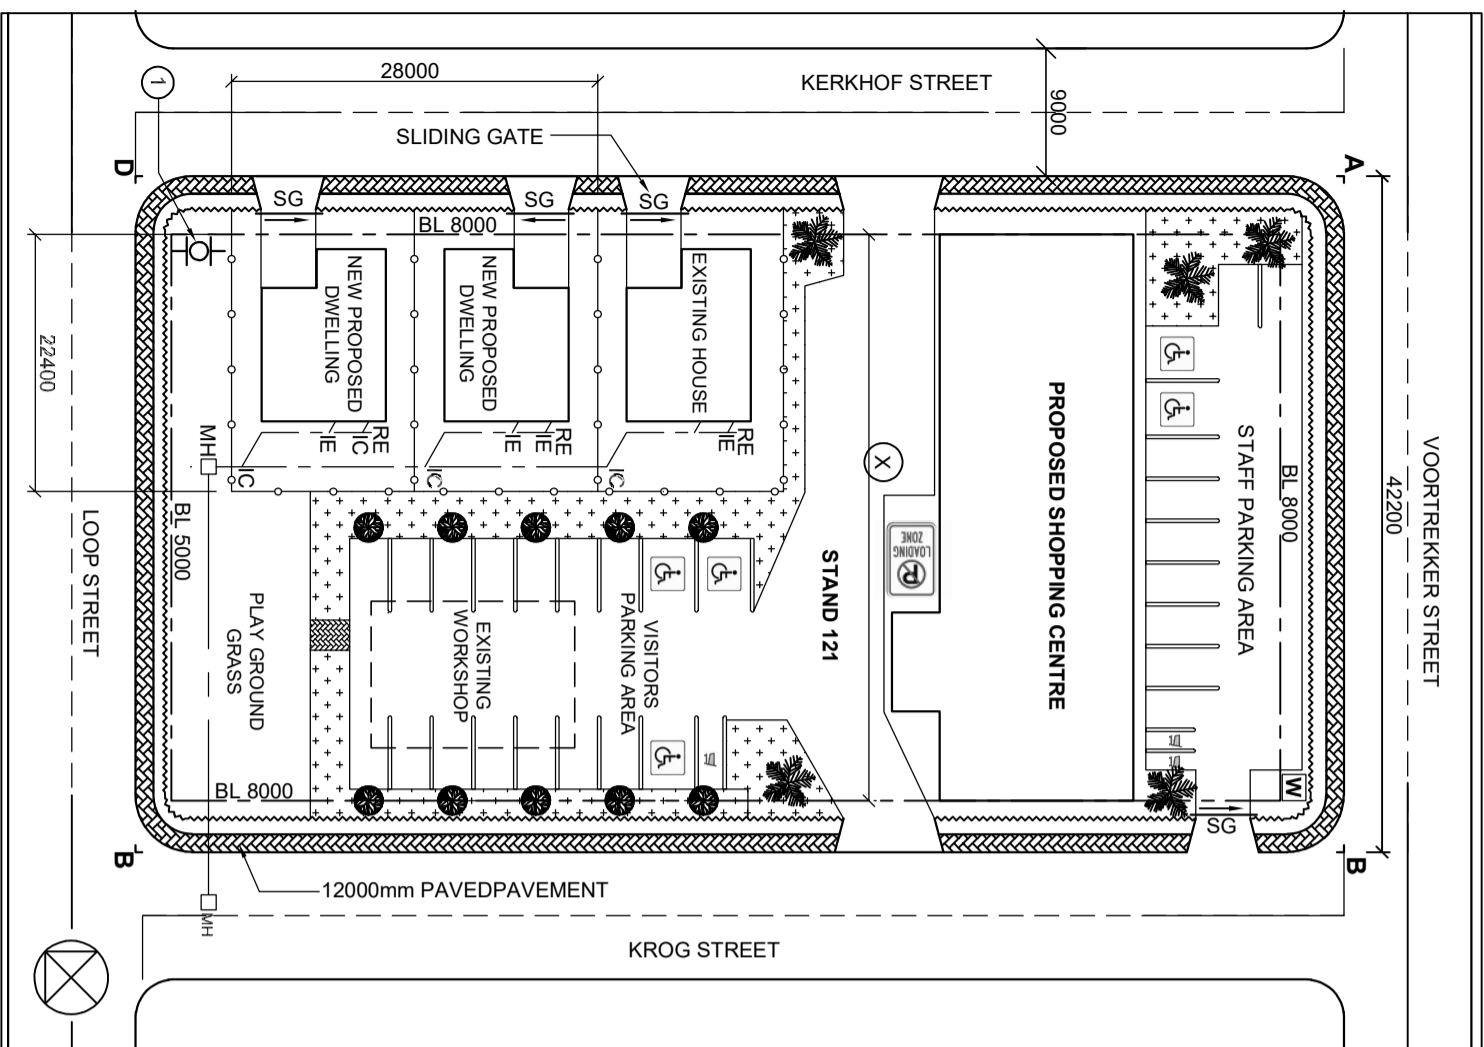 KERKHOF STREET
28000
9000
1
SLIDING GATE
D
A
SG
SG
SG
BL 8000
NEW PROPOSED
DWELLING
NEW PROPOSED
DWELLING
EXISTING HOUSE
RE
IC
IE
RE
IE
IE
RE
IE
IC
IC
IC
MH
22400
X
PROPOSED SHOPPING CENTRE
STAFF PARKING AREA
BL 8000
VOORTREKKER STREET
42200
LOADING
ZONE
R
STAND 121
BL 5000
LOOP STREET
PLAY GROUND
GRASS
EXISTING
WORKSHOP
VISITORS
PARKING AREA
BL 8000
W
SG
B
B
12000mm PAVEDPAVEMENT
MH
KROG STREET